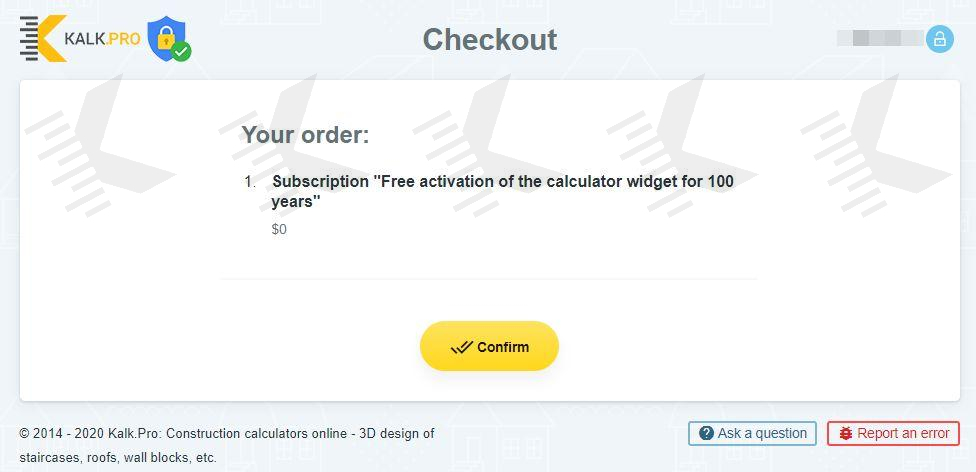 KALK.PRO
Checkout
Your order:
1. Subscription "Free activation of the calculator widget for 100
years"
$0
Confirm
© 2014 - 2020 Kalk.Pro: Construction calculators online - 3D design of
staircases, roofs, wall blocks, etc.
Ask a question
Report an error